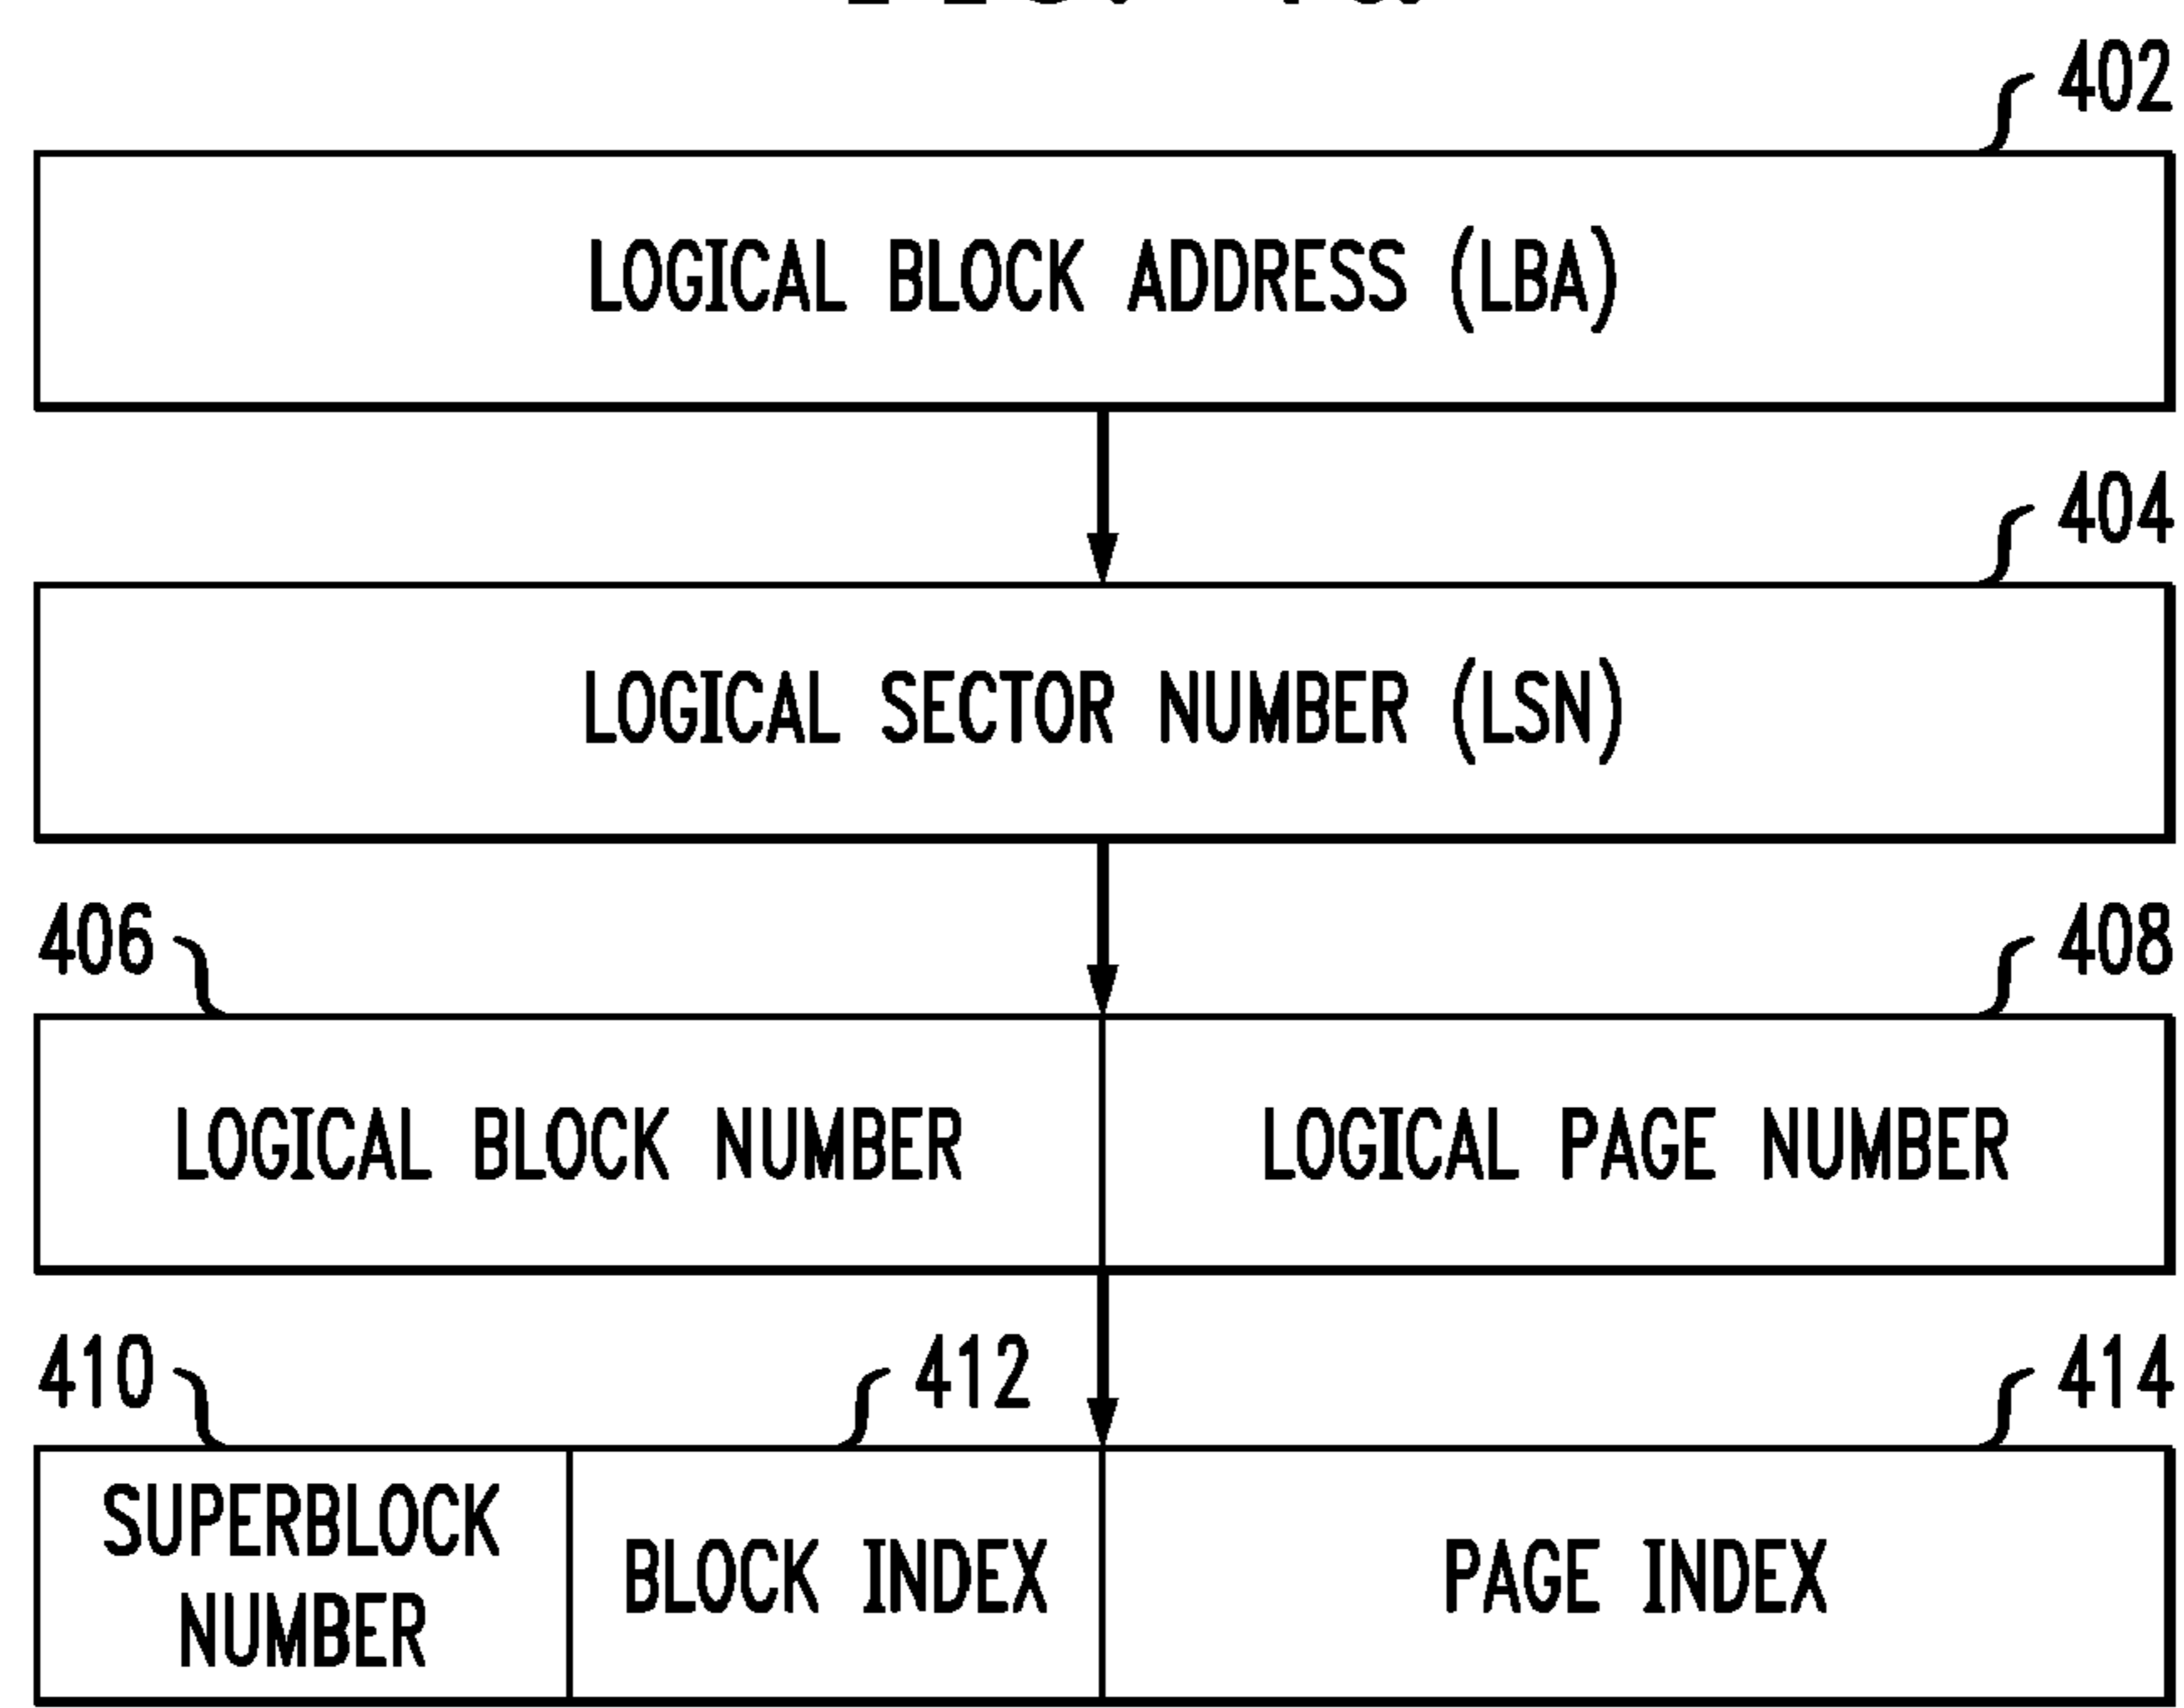 402
LOGICAL BLOCK ADDRESS (LBA)
404
LOGICAL SECTOR NUMBER (LSN)
406
408
LOGICAL BLOCK NUMBER
LOGICAL PAGE NUMBER
410
412
414
SUPERBLOCK
NUMBER
BLOCK INDEX
PAGE INDEX